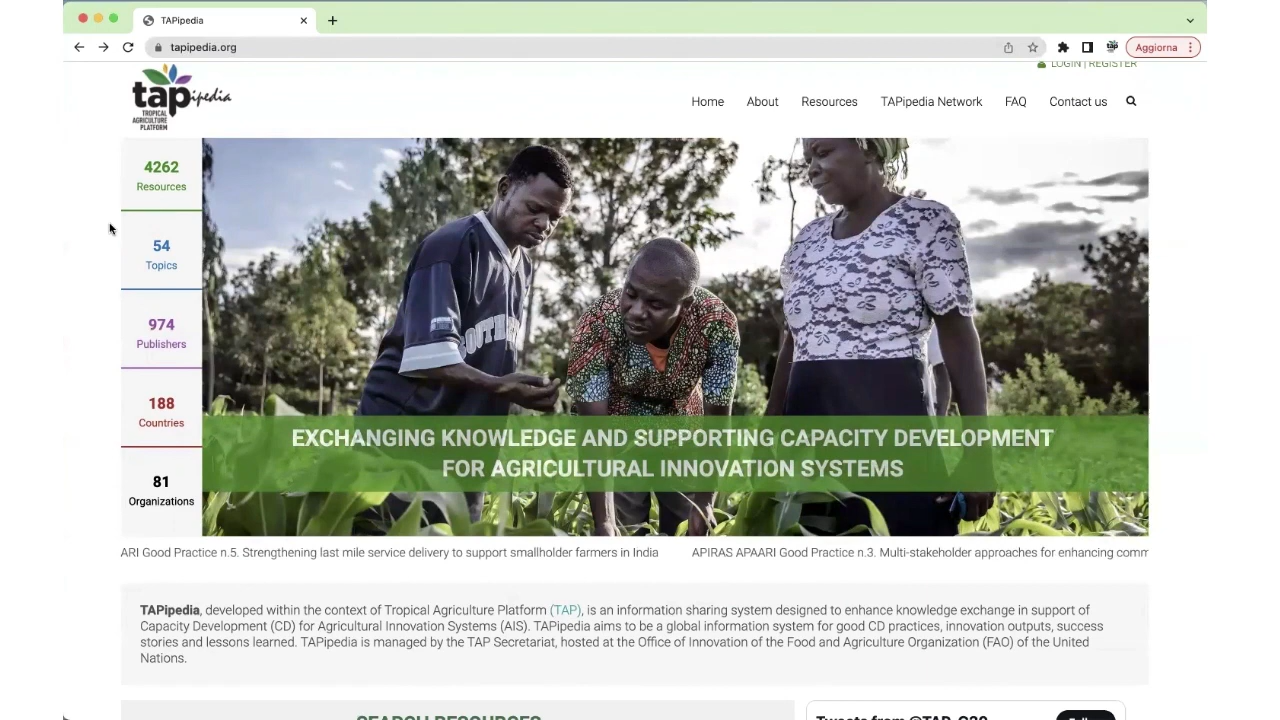 TAPipedia
tapipedia.org
Aggiorna
LOGIN | REGISTER
tapipedia
TROPICAL
AGRICULTURE
PLATFORM
Home About Resources TAPipedia Network FAQ Contact us
4262
Resources
54
Topics
974
Publishers
188
Countries
81
Organizations
SOUTH
EXCHANGING KNOWLEDGE AND SUPPORTING CAPACITY DEVELOPMENT
FOR AGRICULTURAL INNOVATION SYSTEMS
ARI Good Practice n.5. Strengthening last mile service delivery to support smallholder farmers in India APIRAS APAARI Good Practice n.3. Multi-stakeholder approaches for enhancing comm
TAPipedia, developed within the context of Tropical Agriculture Platform (TAP), is an information sharing system designed to enhance knowledge exchange in support of
Capacity Development (CD) for Agricultural Innovation Systems (AIS). TAPipedia aims to be a global information system for good CD practices, innovation outputs, success
stories and lessons learned. TAPipedia is managed by the TAP Secretariat, hosted at the Office of Innovation of the Food and Agriculture Organization (FAO) of the United
Nations.
SEARCH RESOURCES
Tweets from @TAP_G20